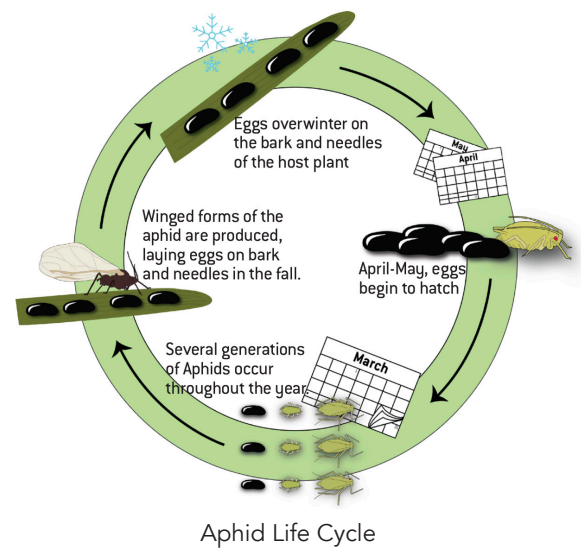 Eggs overwinter on
the bark and needles
of the host plant
May
April
April-May, eggs
begin to hatch
March
Several generations
of Aphids occur
throughout the year.
Winged forms of the
aphid are produced,
laying eggs on bark
and needles in the fall.
Aphid Life Cycle